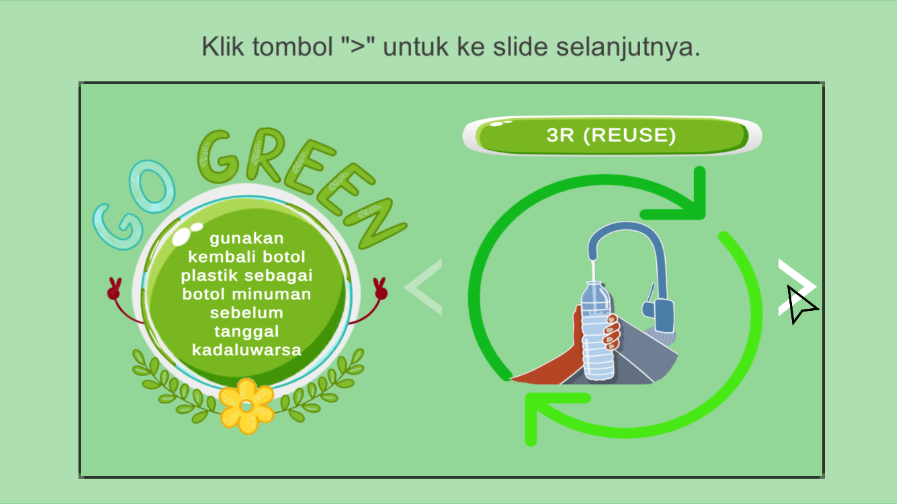 Klik tombol ">" untuk ke slide selanjutnya.
GO GREEN
gunakan
kembali botol
plastik sebagai
botol minuman
sebelum
tanggal
kadaluwarsa
3R (REUSE)